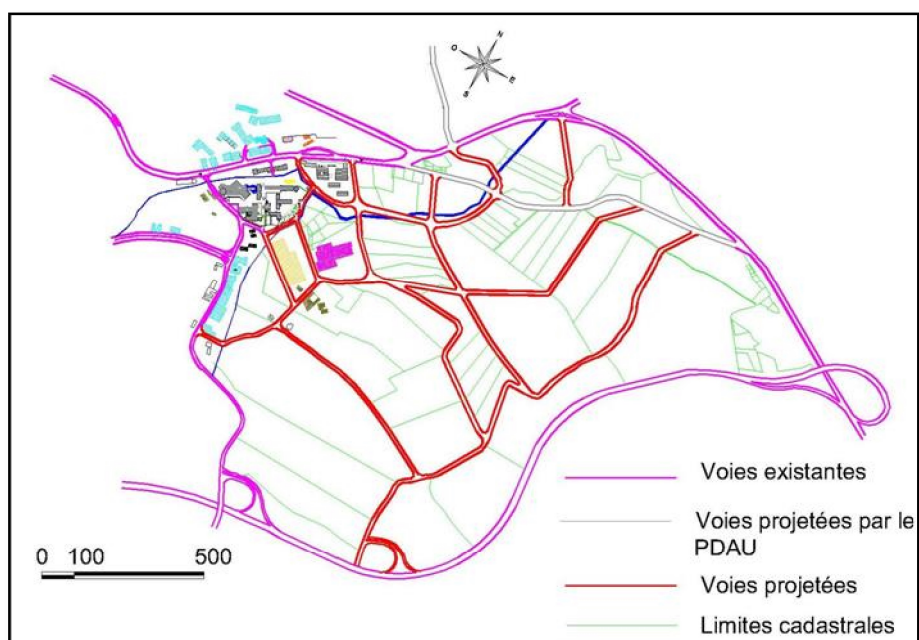 N
O
E
S
Voies existantes
Voies projetées par le
PDAU
0 100 500
Voies projetées
Limites cadastrales